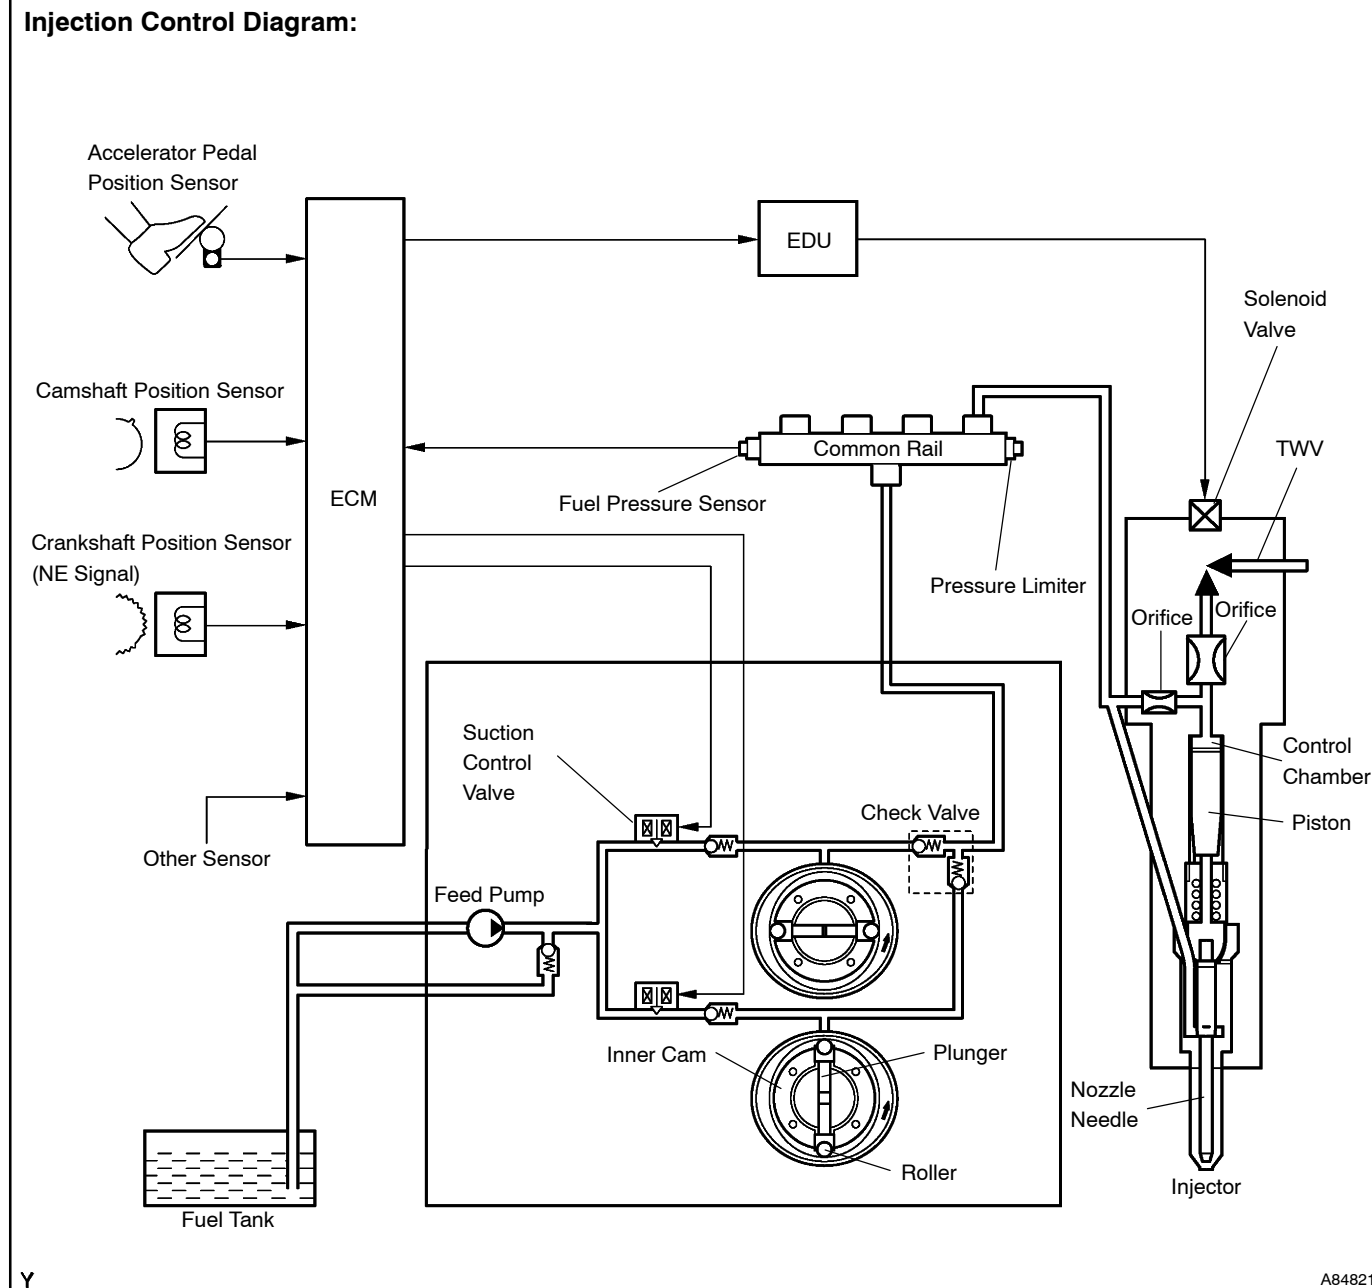 Injection Control Diagram:
Accelerator Pedal
Position Sensor
EDU
Solenoid
Valve
Camshaft Position Sensor
Common Rail
TWV
ECM
Fuel Pressure Sensor
Crankshaft Position Sensor
(NE Signal)
Pressure Limiter
Orifice
Orifice
Suction
Control
Valve
Control
Chamber
Check Valve
Piston
Other Sensor
Feed Pump
Inner Cam
Plunger
Nozzle
Needle
Roller
Injector
Fuel Tank
Y
A84821